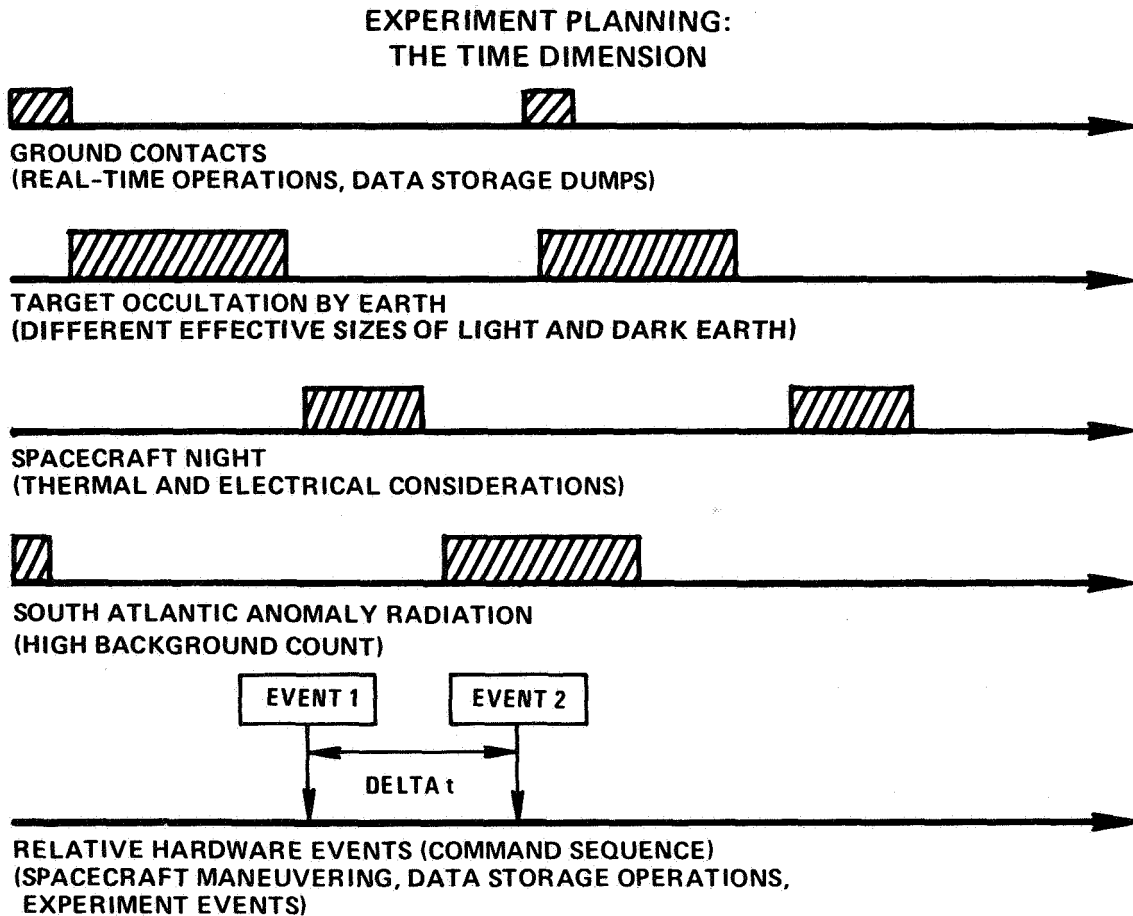 EXPERIMENT PLANNING:
THE TIME DIMENSION
GROUND CONTACTS
(REAL-TIME OPERATIONS, DATA STORAGE DUMPS)
TARGET OCCULTATION BY EARTH
(DIFFERENT EFFECTIVE SIZES OF LIGHT AND DARK EARTH)
SPACECRAFT NIGHT
(THERMAL AND ELECTRICAL CONSIDERATIONS)
SOUTH ATLANTIC ANOMALY RADIATION
(HIGH BACKGROUND COUNT)
EVENT 1
EVENT 2
DELTA t
RELATIVE HARDWARE EVENTS (COMMAND SEQUENCE)
(SPACECRAFT MANEUVERING, DATA STORAGE OPERATIONS,
EXPERIMENT EVENTS)